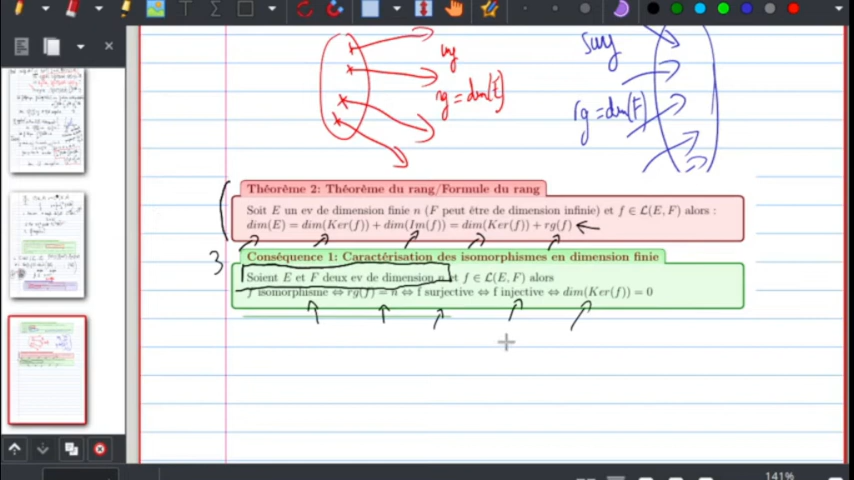 surj
inj
rg = dim(E)
rg = dim(F)
Théorème 2: Théorème du rang/Formule du rang
Soit E un ev de dimension finie n (F peut être de dimension infinie) et f ∈ L(E, F) alors :
dim(E) = dim(Ker(f)) + dim(Im(f)) = dim(Ker(f)) + rg(f)
3
Conséquence 1: Caractérisation des isomorphismes en dimension finie
Soient E et F deux ev de dimension n et f ∈ L(E, F) alors
f isomorphisme ⇔ rg(f) = n ⇔ f surjective ⇔ f injective ⇔ dim(Ker(f)) = 0
141%